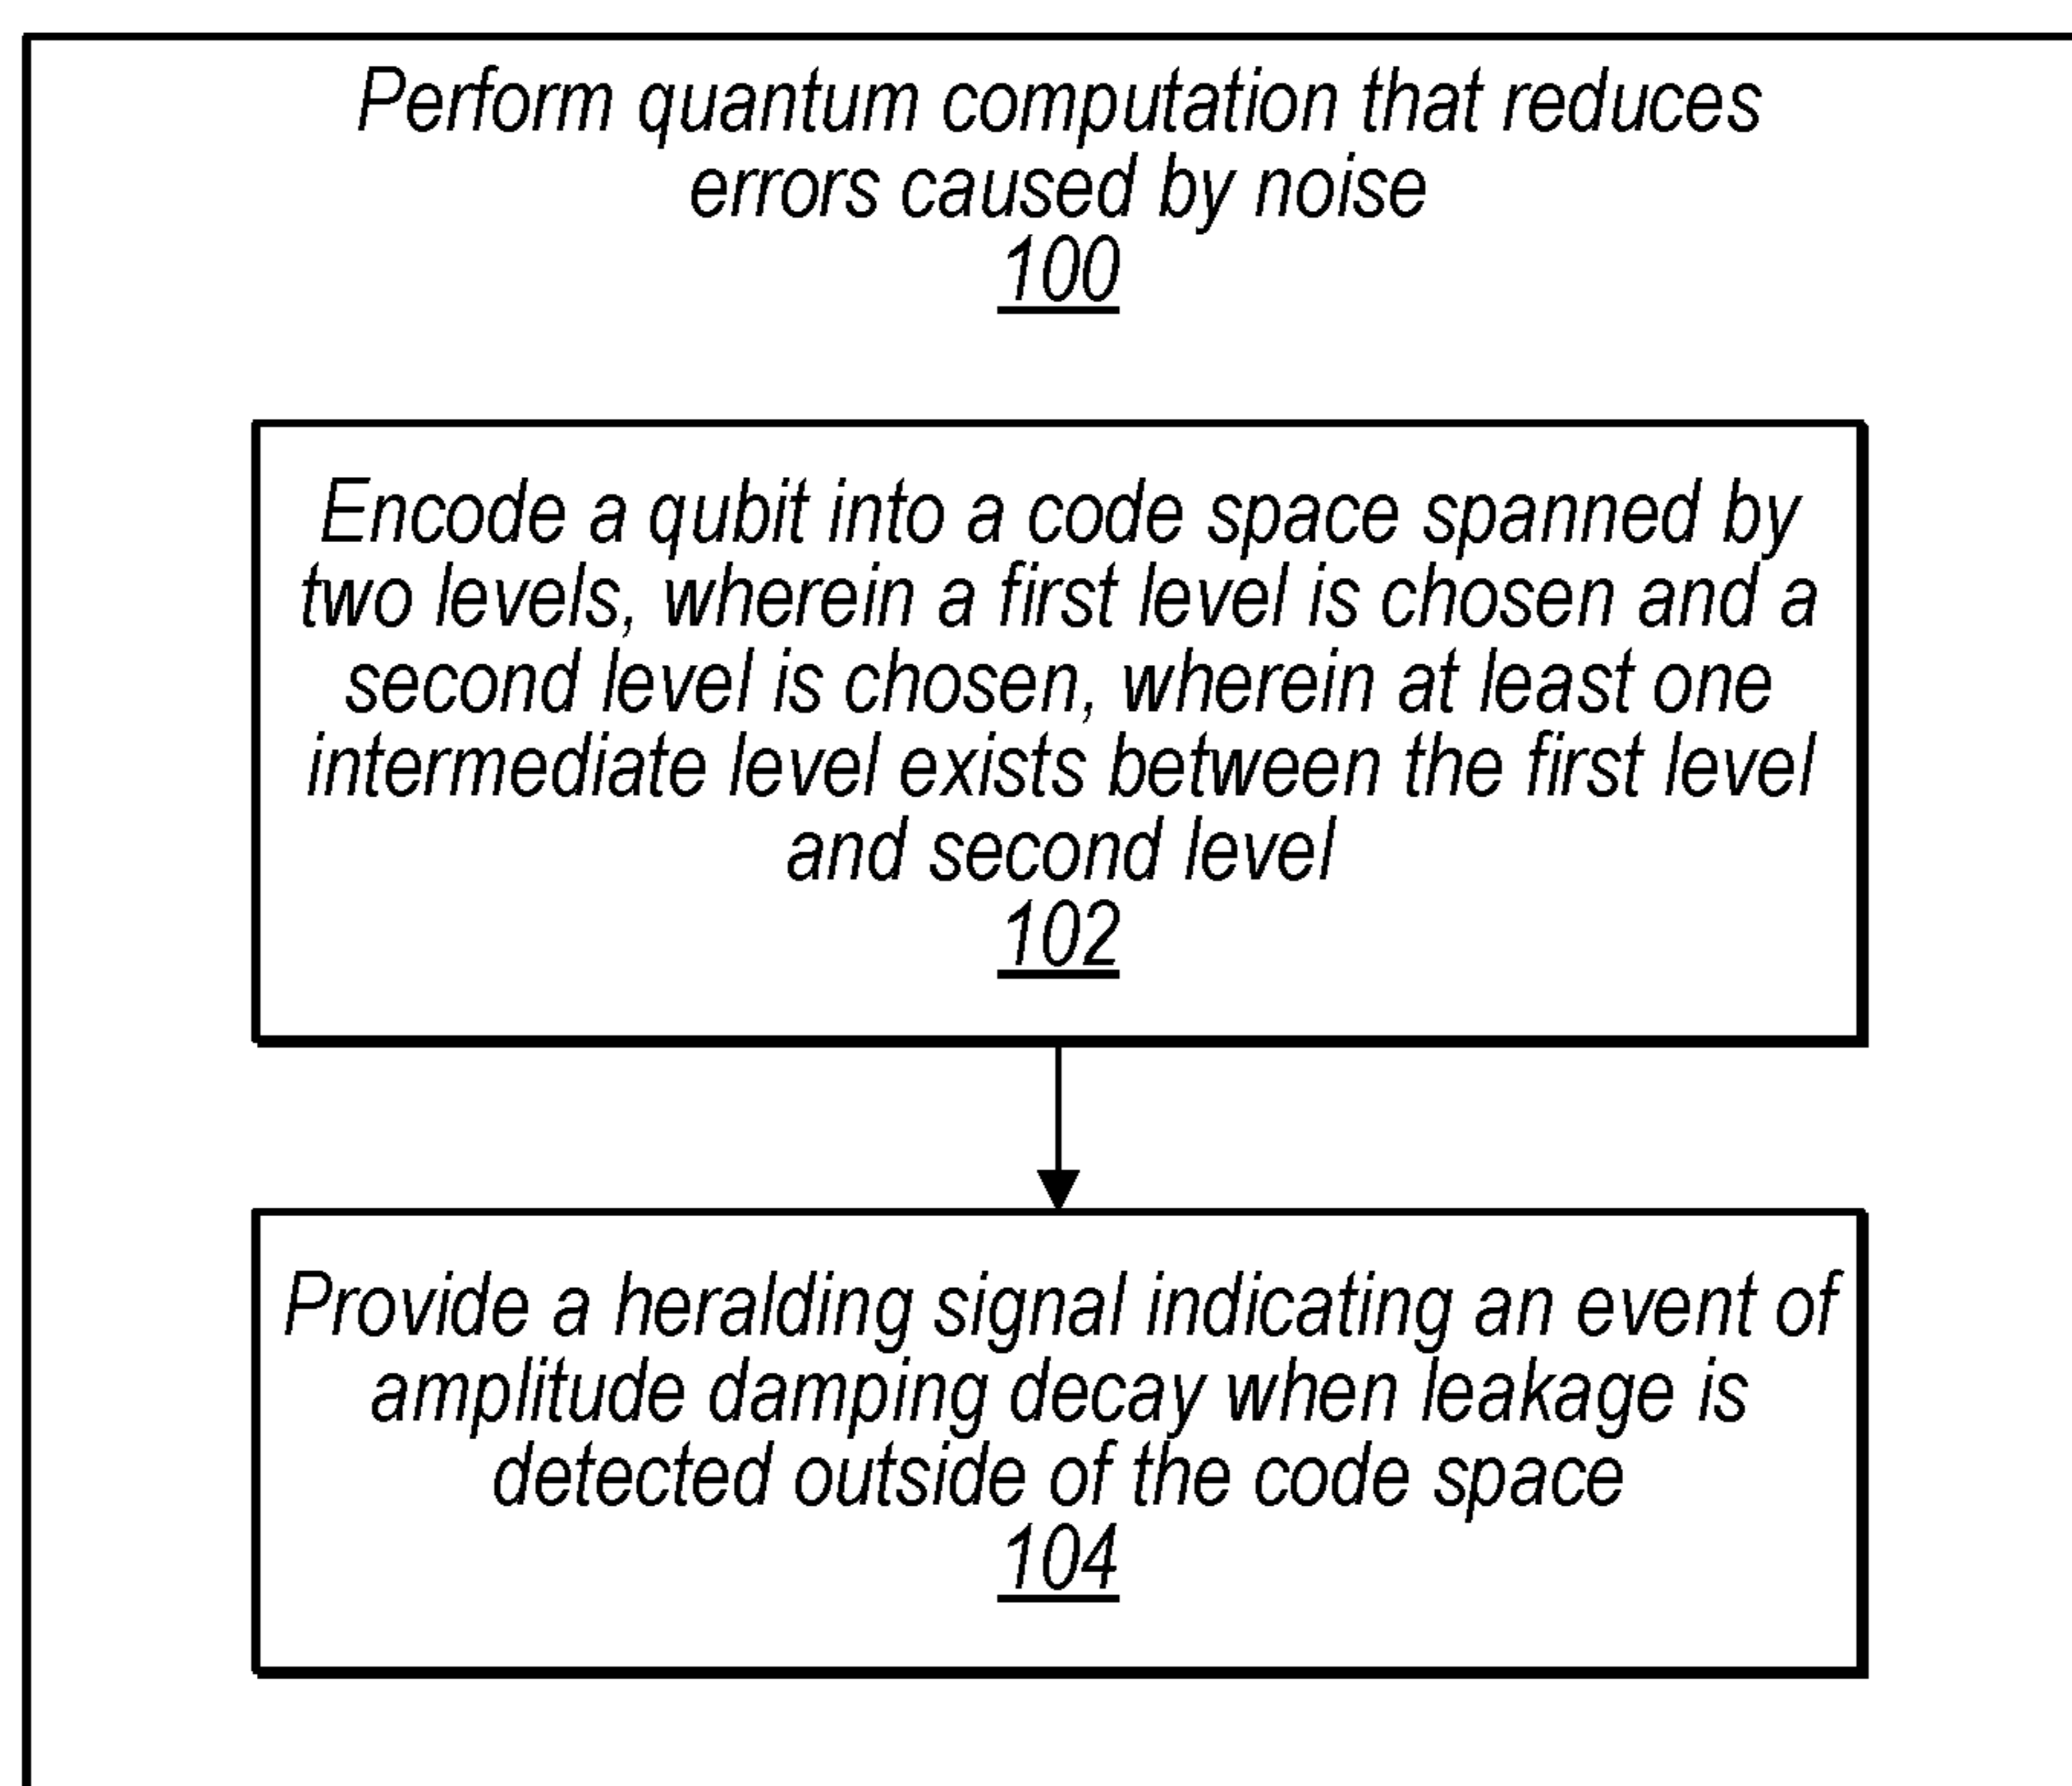 Perform quantum computation that reduces
errors caused by noise
100
Encode a qubit into a code space spanned by
two levels, wherein a first level is chosen and a
second level is chosen, wherein at least one
intermediate level exists between the first level
and second level
102
Provide a heralding signal indicating an event of
amplitude damping decay when leakage is
detected outside of the code space
104